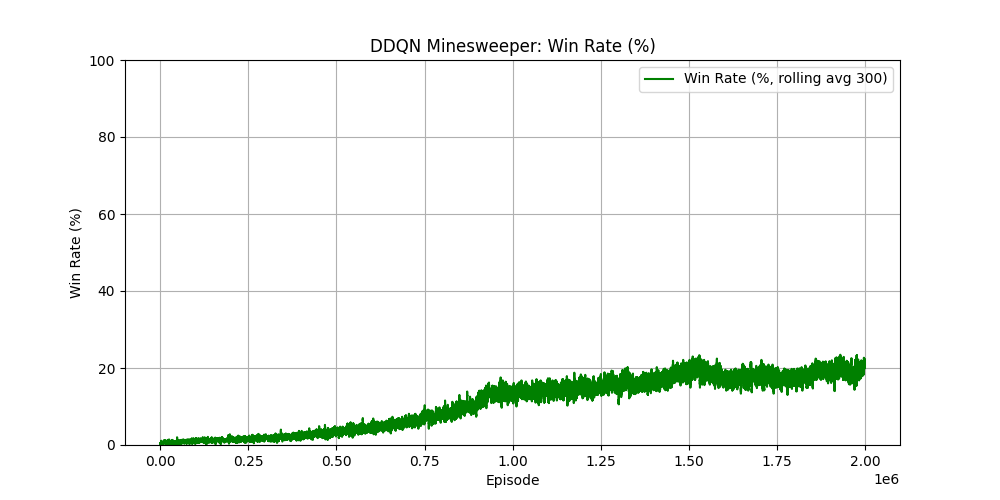 DDQN Minesweeper: Win Rate (%)
Win Rate (%, rolling avg 300)
Win Rate (%)
100
80
60
40
20
0
0.00 0.25 0.50 0.75 1.00 1.25 1.50 1.75 2.00
1e6
Episode